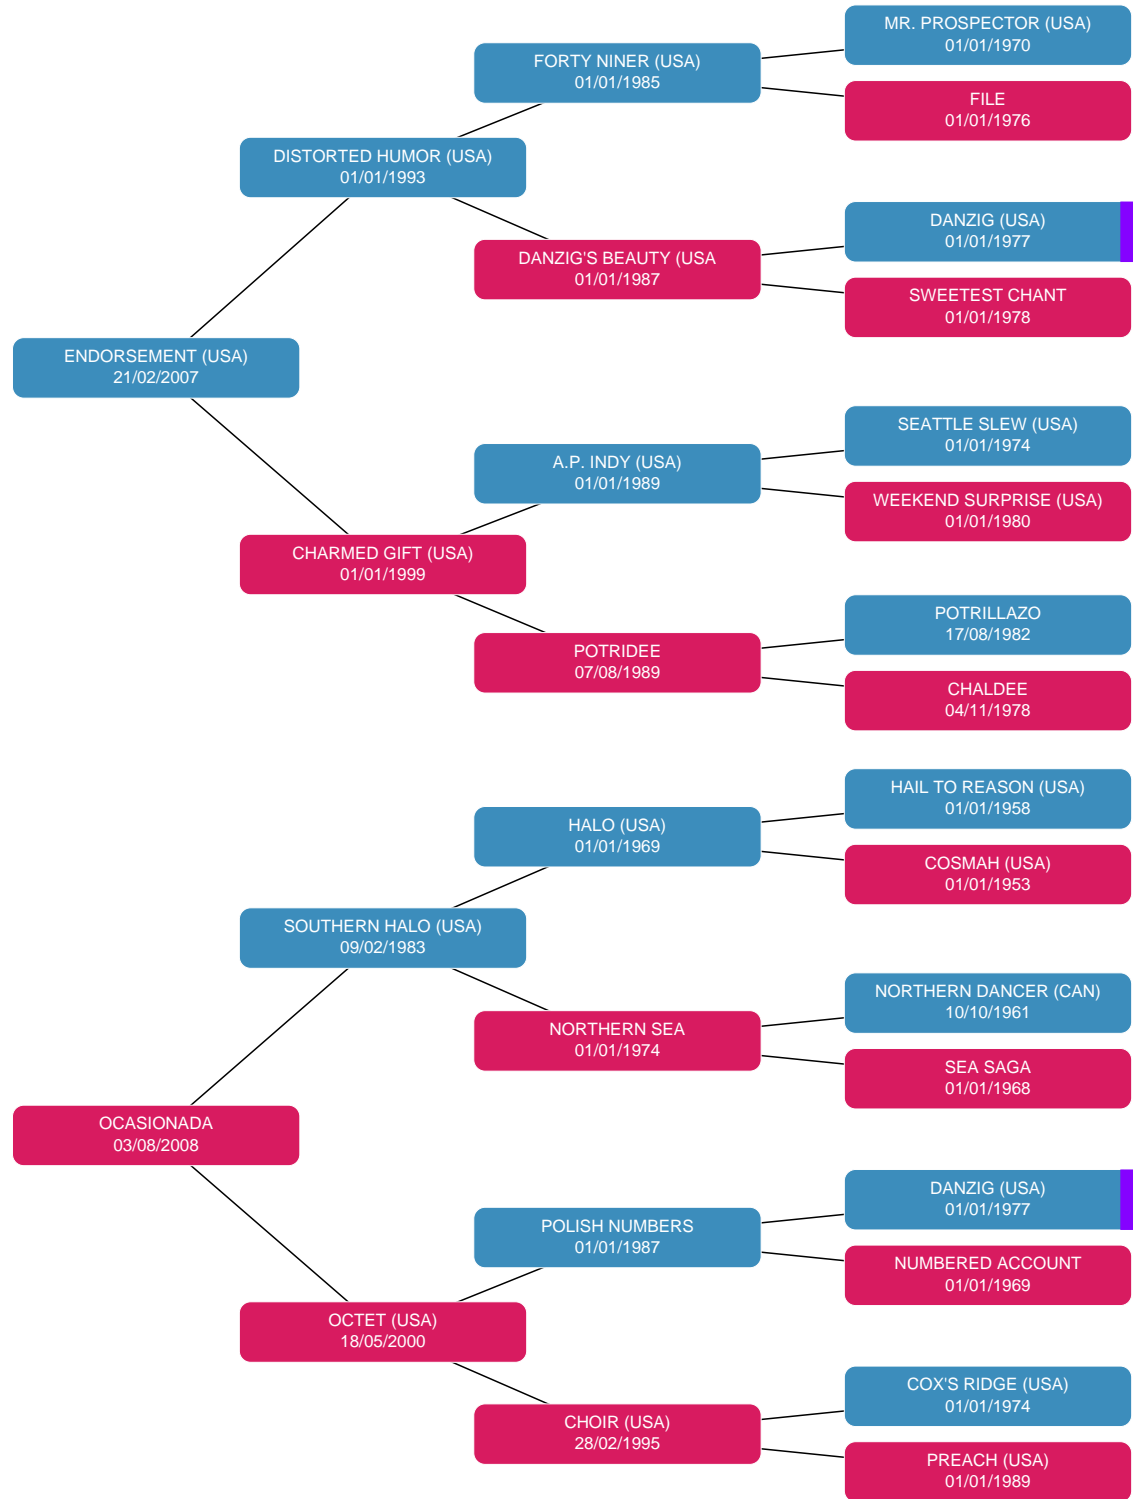 MR. PROSPECTOR (USA)
01/01/1970
FORTY NINER (USA)
01/01/1985
FILE
01/01/1976
DISTORTED HUMOR (USA)
01/01/1993
DANZIG (USA)
01/01/1977
DANZIG'S BEAUTY (USA
01/01/1987
SWEETEST CHANT
01/01/1978
ENDORSEMENT (USA)
21/02/2007
SEATTLE SLEW (USA)
01/01/1974
A.P. INDY (USA)
01/01/1989
WEEKEND SURPRISE (USA)
01/01/1980
CHARMED GIFT (USA)
01/01/1999
POTRILLAZO
17/08/1982
POTRIDEE
07/08/1989
CHALDEE
04/11/1978
HAIL TO REASON (USA)
01/01/1958
HALO (USA)
01/01/1969
COSMAH (USA)
01/01/1953
SOUTHERN HALO (USA)
09/02/1983
NORTHERN DANCER (CAN)
10/10/1961
NORTHERN SEA
01/01/1974
SEA SAGA
01/01/1968
OCASIONADA
03/08/2008
DANZIG (USA)
01/01/1977
POLISH NUMBERS
01/01/1987
NUMBERED ACCOUNT
01/01/1969
OCTET (USA)
18/05/2000
COX'S RIDGE (USA)
01/01/1974
CHOIR (USA)
28/02/1995
PREACH (USA)
01/01/1989